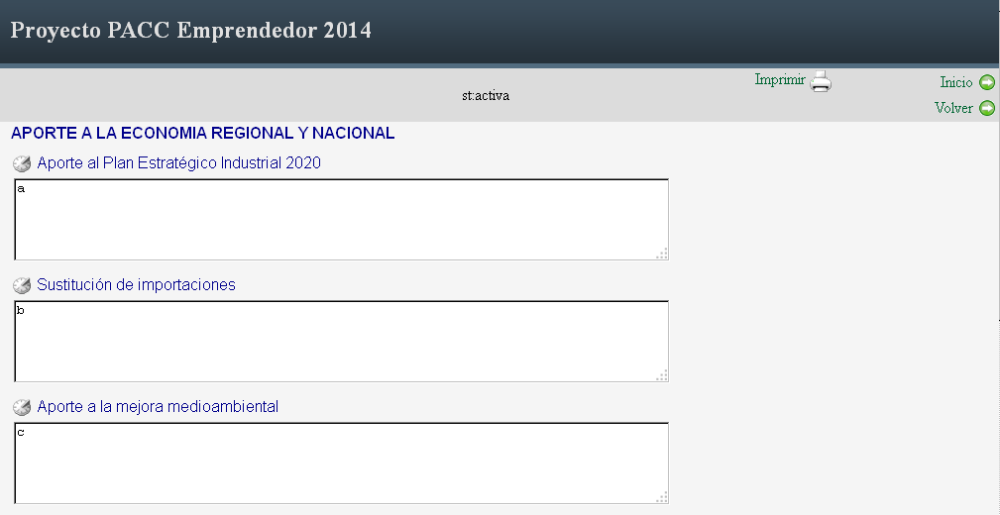 Proyecto PACC Emprendedor 2014
Imprimir
Inicio
st:activa
Volver
APORTE A LA ECONOMIA REGIONAL Y NACIONAL
Aporte al Plan Estratégico Industrial 2020
a
Sustitución de importaciones
b
Aporte a la mejora medioambiental
c